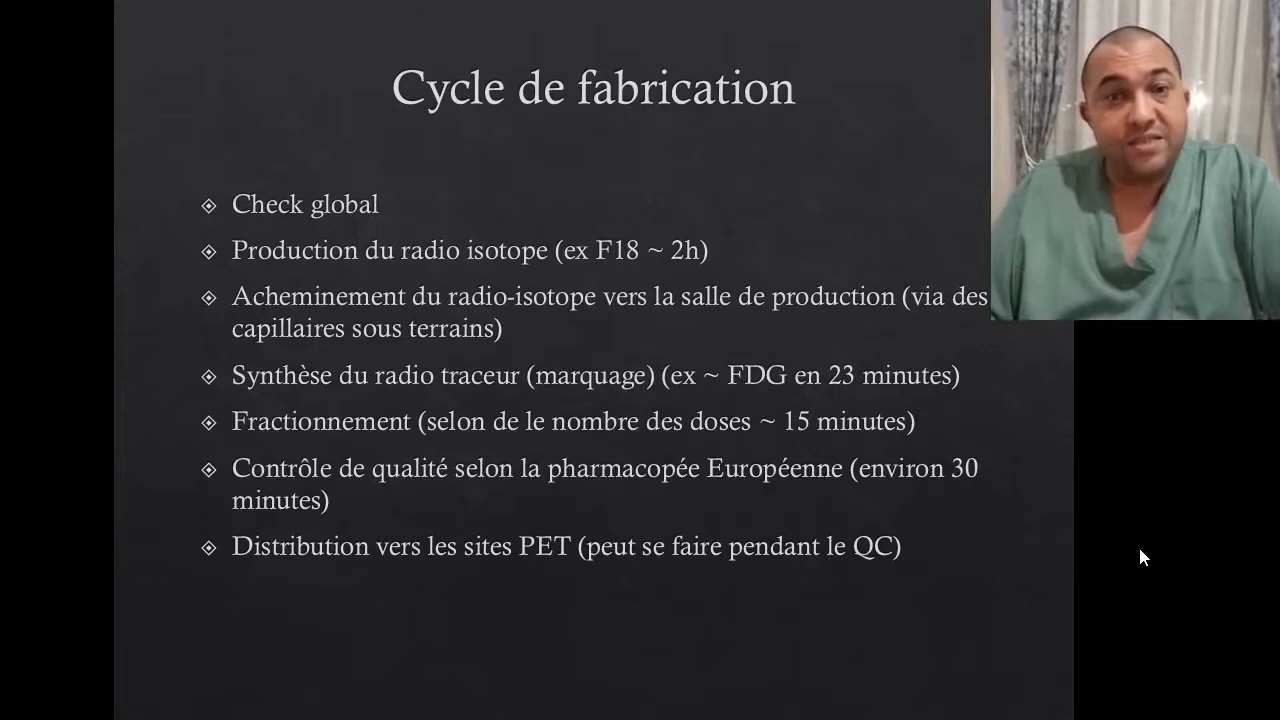 Cycle de fabrication
Check global
Production du radio isotope (ex F18 ~ 2h)
Acheminement du radio-isotope vers la salle de production (via des
capillaires sous terrains)
Synthèse du radio traceur (marquage) (ex ~ FDG en 23 minutes)
Fractionnement (selon de le nombre des doses ~ 15 minutes)
Contrôle de qualité selon la pharmacopée Européenne (environ 30
minutes)
Distribution vers les sites PET (peut se faire pendant le QC)